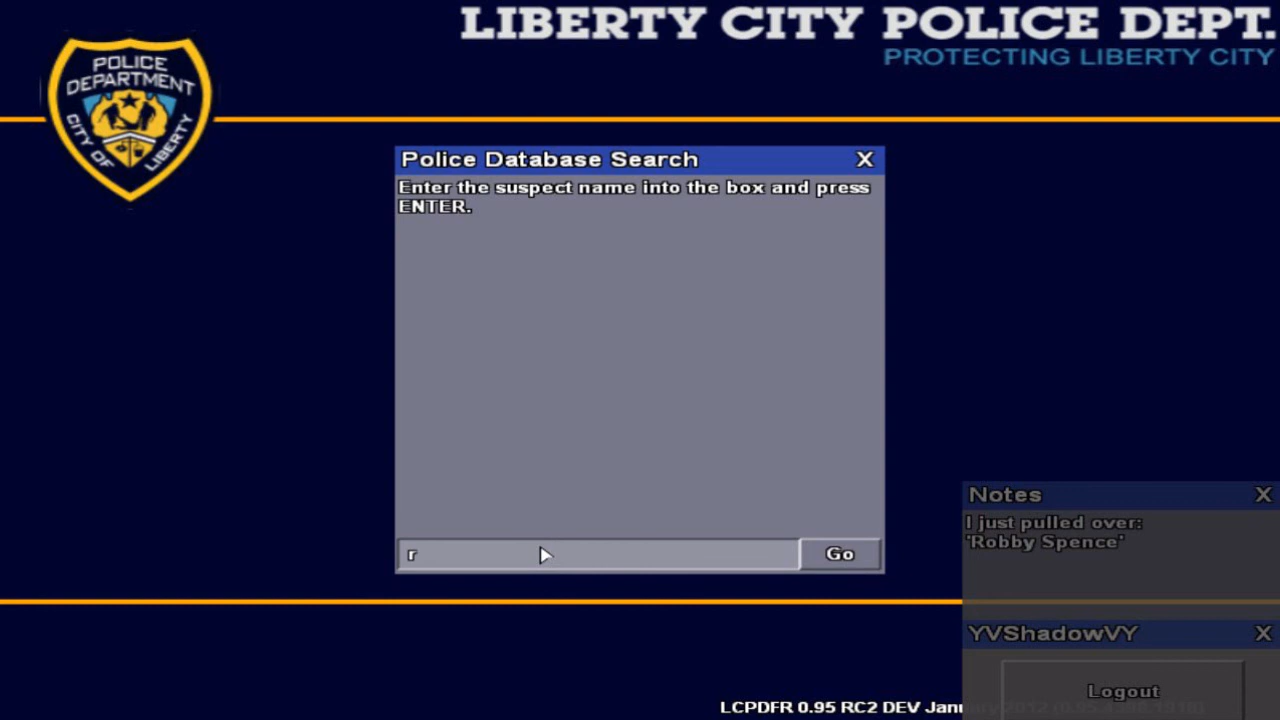 LIBERTY CITY POLICE DEPT.
PROTECTING LIBERTY CITY
POLICE
DEPARTMENT
CITY OF
LIBERTY
Police Database Search X
Enter the suspect name into the box and press
ENTER.
r
Go
Notes X
I just pulled over:
'Robby Spence'
YVShadowVY X
Logout
LCPDFR 0.95 RC2 DEV January 2012